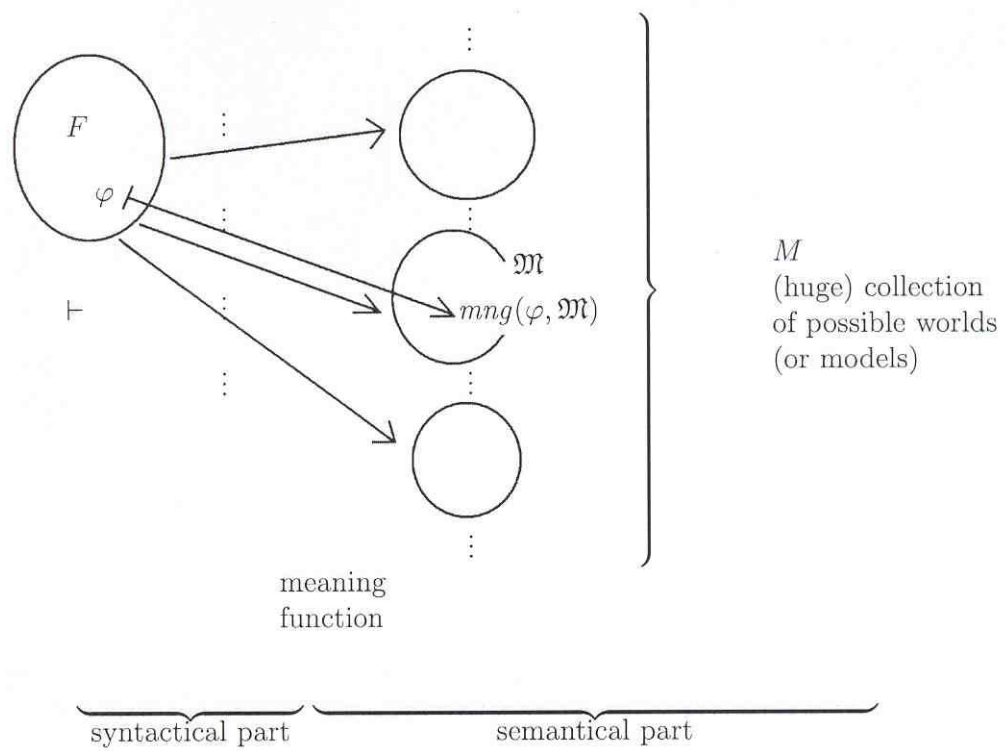 F
φ
⊢
𝔐
mng(φ, 𝔐)
M
(huge) collection
of possible worlds
(or models)
meaning
function
syntactical part
semantical part